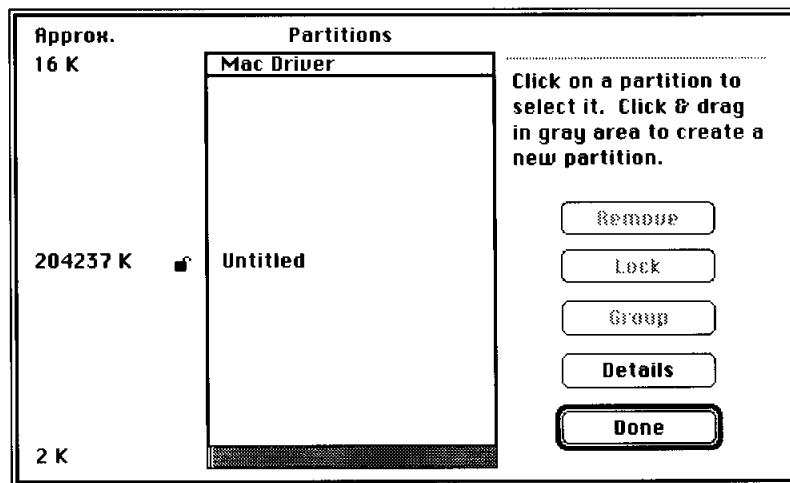 Approx.
Partitions
16 K
Mac Driver
Click on a partition to
select it. Click & drag
in gray area to create a
new partition.
Remove
204237 K
Untitled
Lock
Group
Details
Done
2 K